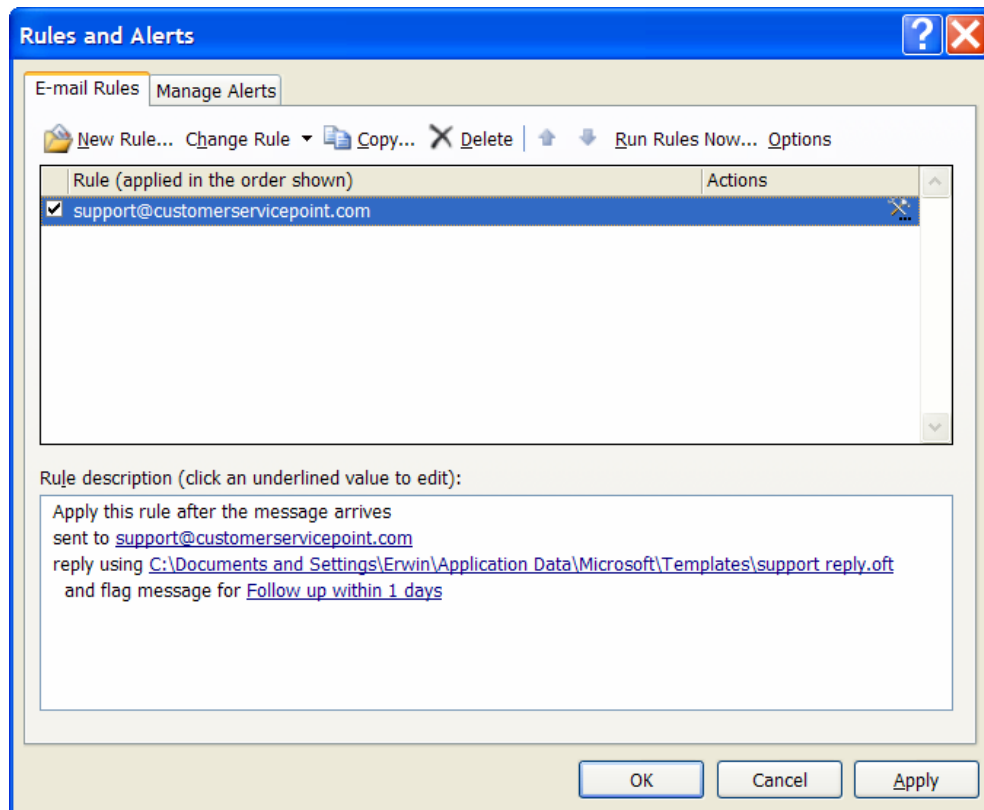 Rules and Alerts
E-mail Rules Manage Alerts
New Rule... Change Rule Copy... Delete Run Rules Now... Options
Rule (applied in the order shown) Actions
support@customerservicepoint.com
Rule description (click an underlined value to edit):
Apply this rule after the message arrives
sent to support@customerservicepoint.com
reply using C:\Documents and Settings\Erwin\Application Data\Microsoft\Templates\support reply.oft
and flag message for Follow up within 1 days
OK Cancel Apply